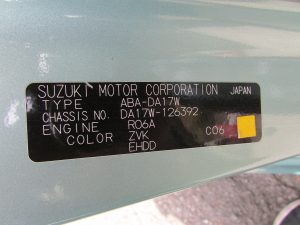 SUZUKI MOTOR CORPORATION JAPAN
TYPE ABA-DA17W
CHASSIS NO. DA17W-126392
ENGINE R06A
COLOR ZVK C06
EHDD